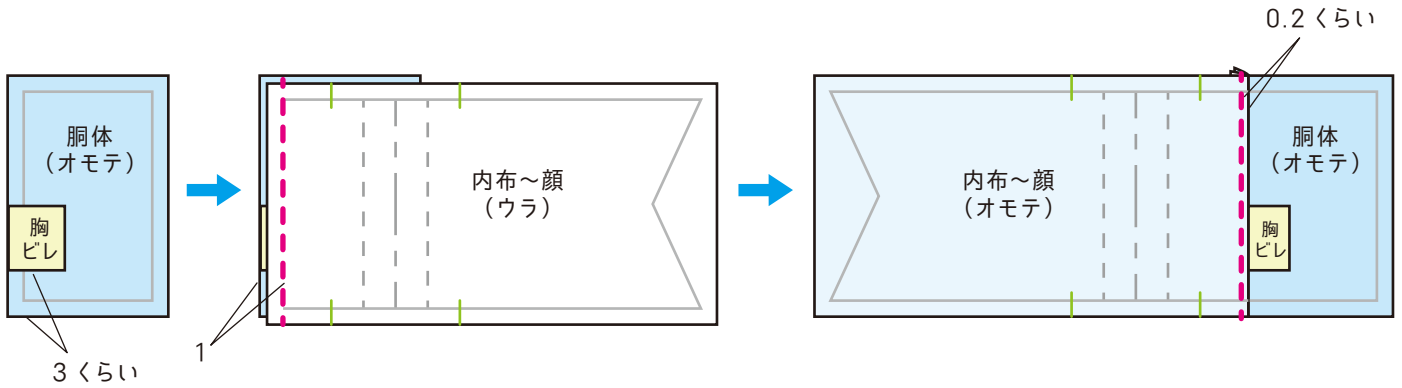 0.2 くらい
胴体
（オモテ）
胸
ビレ
3 くらい
内布〜顔
（ウラ）
1
内布〜顔
（オモテ）
胴体
（オモテ）
胸
ビレ